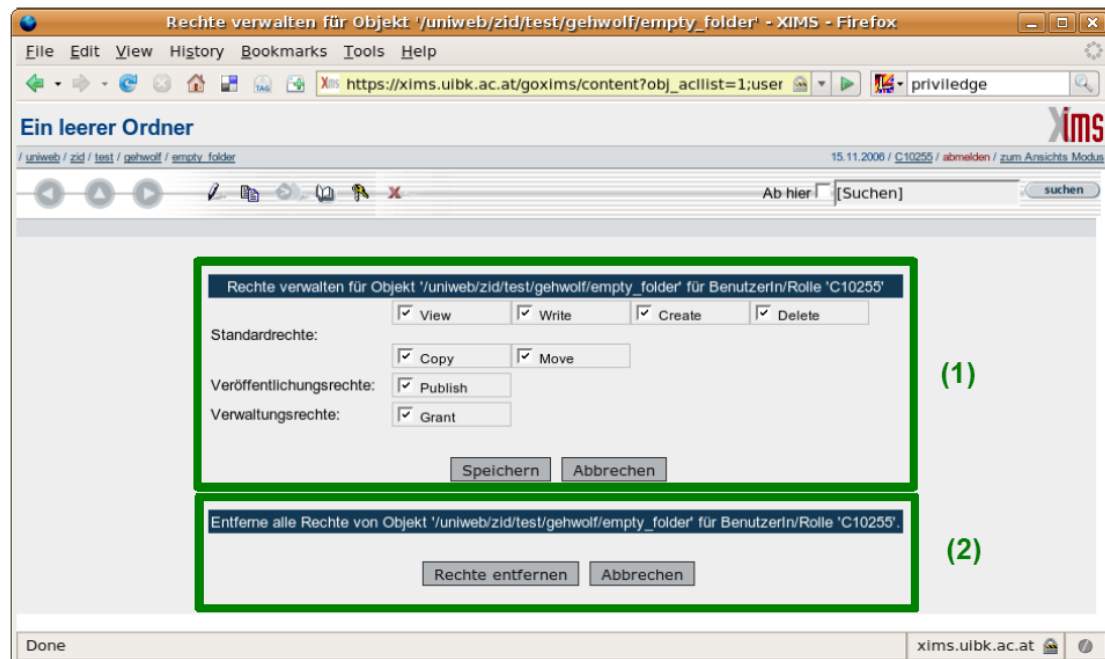 Rechte verwalten für Objekt '/uniweb/zid/test/gehwolf/empty_folder' - XIMS - Firefox
File Edit View History Bookmarks Tools Help
TAG XIMS https://xims.uibk.ac.at/goxims/content?obj_acllist=1;user priviledge
Ein leerer Ordner
Xims
/ uniweb / zid / test / gehwolf / empty_folder 15.11.2006 / C10255 / abmelden / zum Ansichts Modus
Ab hier [Suchen] suchen
Rechte verwalten für Objekt '/uniweb/zid/test/gehwolf/empty_folder' für BenutzerIn/Rolle 'C10255'
View Write Create Delete
Standardrechte:
Copy Move
(1)
Veröffentlichungsrechte: Publish
Verwaltungsrechte: Grant
Speichern Abbrechen
Entferne alle Rechte von Objekt '/uniweb/zid/test/gehwolf/empty_folder' für BenutzerIn/Rolle 'C10255'.
(2)
Rechte entfernen Abbrechen
Done xims.uibk.ac.at